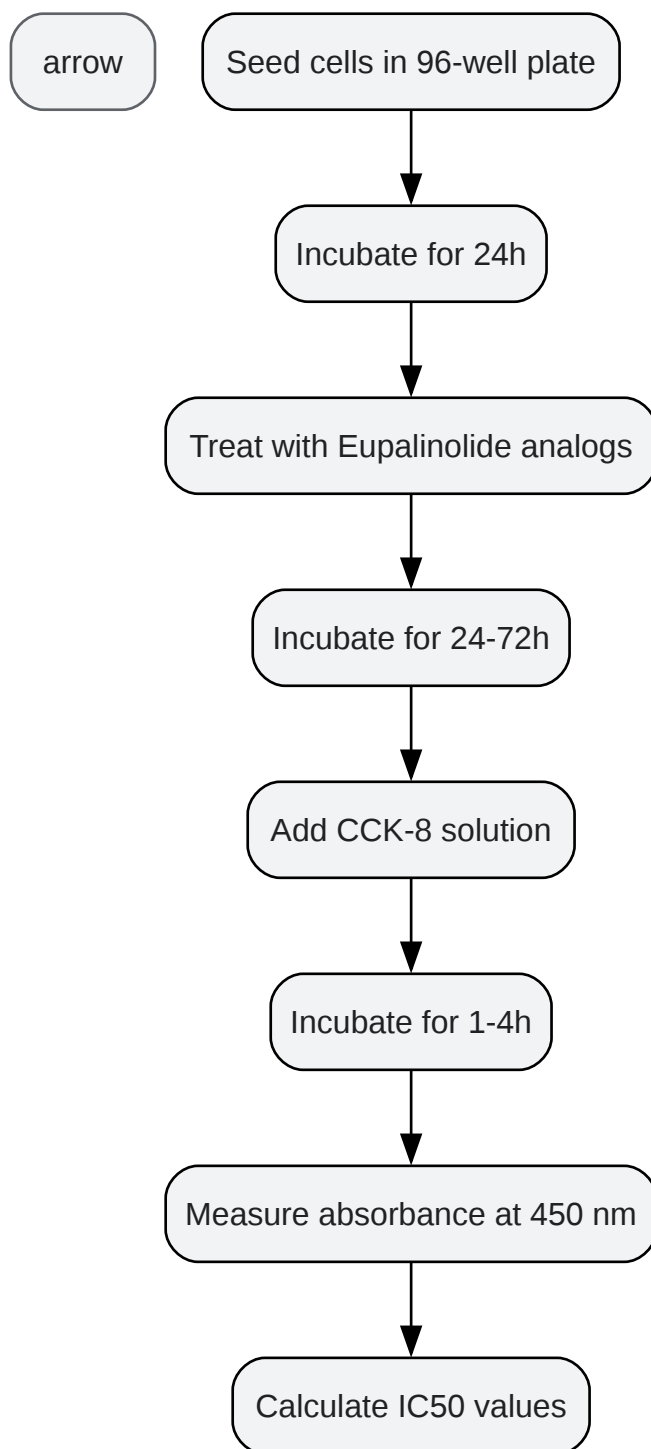 arrow
Seed cells in 96-well plate
Incubate for 24h
Treat with Eupalinolide analogs
Incubate for 24-72h
Add CCK-8 solution
Incubate for 1-4h
Measure absorbance at 450 nm
Calculate IC50 values